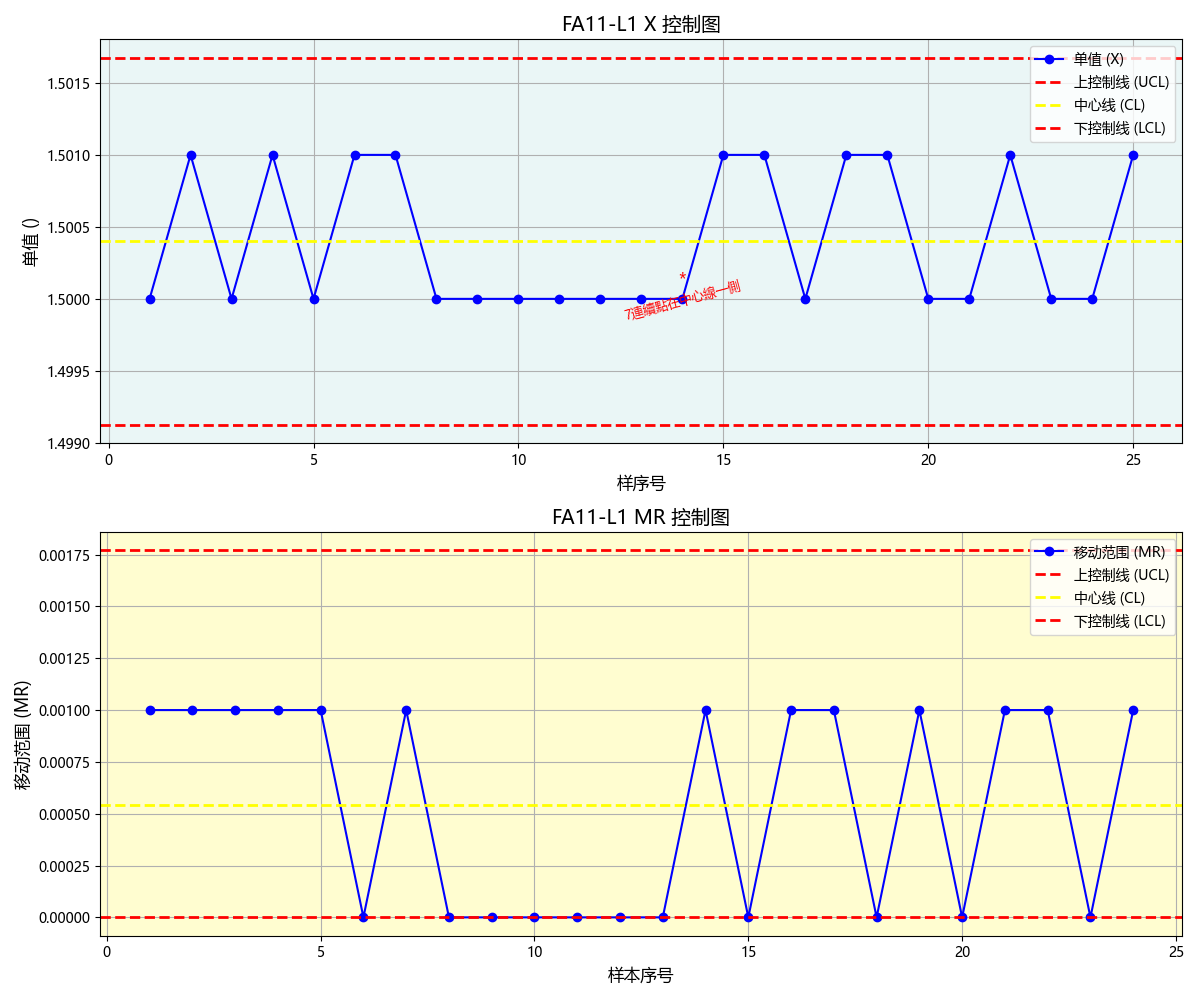 FA11-L1 X 控制图
单值 ()
1.5015
1.5010
1.5005
1.5000
1.4995
1.4990
单值 (X)
上控制线 (UCL)
中心线 (CL)
下控制线 (LCL)
*
7連續點在中心線一側
0 5 10 15 20 25
样序号
FA11-L1 MR 控制图
移动范围 (MR)
0.00175
0.00150
0.00125
0.00100
0.00075
0.00050
0.00025
0.00000
移动范围 (MR)
上控制线 (UCL)
中心线 (CL)
下控制线 (LCL)
0 5 10 15 20 25
样本序号